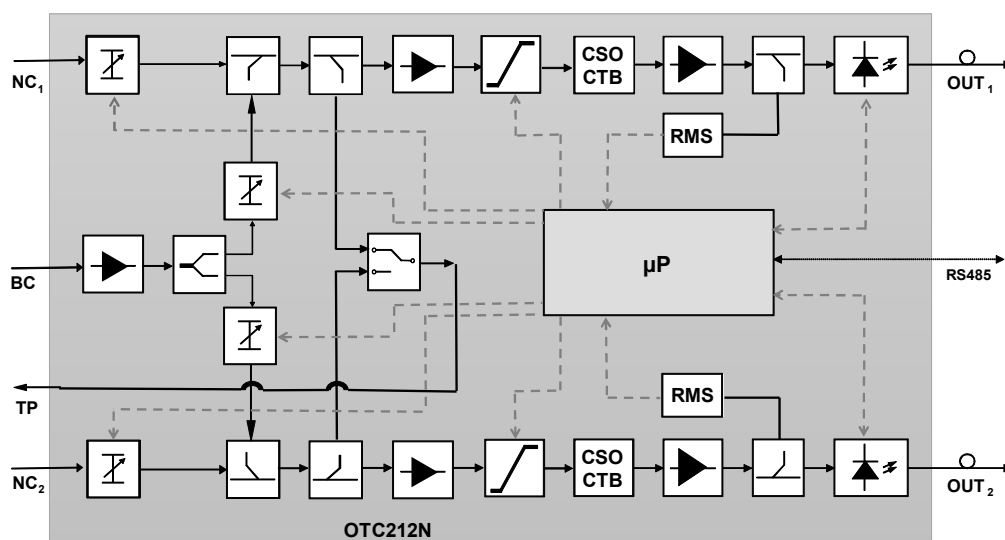 NC₁
CSO
CTB
OUT₁
RMS
BC
µP
RS485
TP
RMS
NC₂
CSO
CTB
OUT₂
OTC212N